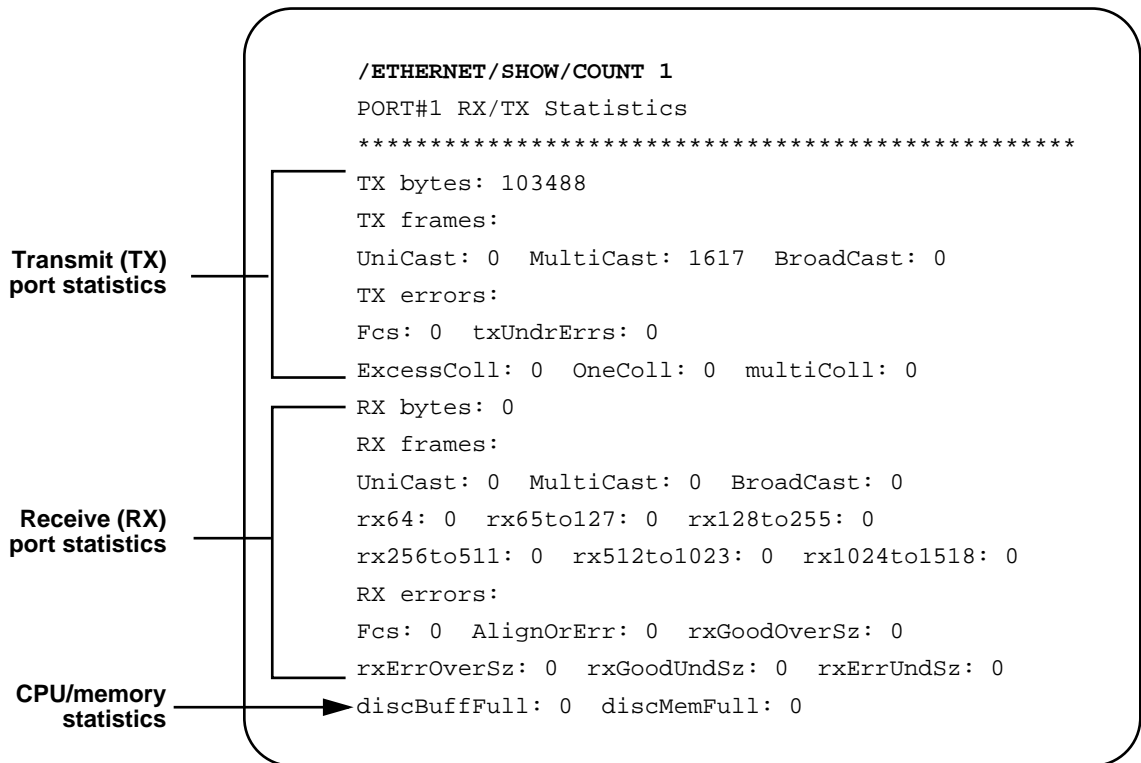 /ETHERNET/SHOW/COUNT 1
PORT#1 RX/TX Statistics
**************************************************
TX bytes: 103488
TX frames:
UniCast: 0 MultiCast: 1617 BroadCast: 0
TX errors:
Fcs: 0 txUndrErrs: 0
ExcessColl: 0 OneColl: 0 multiColl: 0
Transmit (TX)
port statistics
RX bytes: 0
RX frames:
UniCast: 0 MultiCast: 0 BroadCast: 0
rx64: 0 rx65to127: 0 rx128to255: 0
rx256to511: 0 rx512to1023: 0 rx1024to1518: 0
RX errors:
Fcs: 0 AlignOrErr: 0 rxGoodOverSz: 0
rxErrOverSz: 0 rxGoodUndSz: 0 rxErrUndSz: 0
Receive (RX)
port statistics
discBuffFull: 0 discMemFull: 0
CPU/memory
statistics